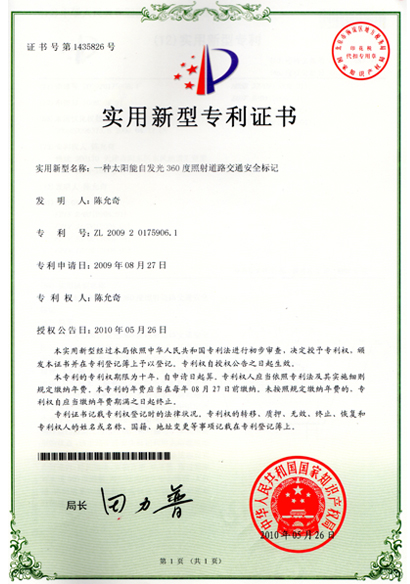 证书号第1435826号
印花税
代扣专用章
国家知识产权局
实用新型专利证书
实用新型名称：一种太阳能自发光360度照射道路交通安全标记
发 明 人：陈允奇
专 利 号：ZL 2009 2 0175906.1
专利申请日：2009年08月27日
专 利 权 人：陈允奇
授权公告日：2010年05月26日
本实用新型经过本局依照中华人民共和国专利法进行初步审查，决定授予专利权，颁
发本证书并在专利登记簿上予以登记。专利权自授权公告之日起生效。
本专利的专利权期限为十年，自申请日起算。专利权人应当依照专利法及其实施细则
规定缴纳年费。本专利的年费应当在每年08月27日前缴纳。未按照规定缴纳年费的，专
利权自应当缴纳年费期满之日起终止。
专利证书记载专利权登记时的法律状况。专利权的转移、质押、无效、终止、恢复和
专利权人的姓名或名称、国籍、地址变更等事项记载在专利登记簿上。
局长 田力普
中华人民共和国国家知识产权局
2010年05月26日
第 1 页（共 1 页）